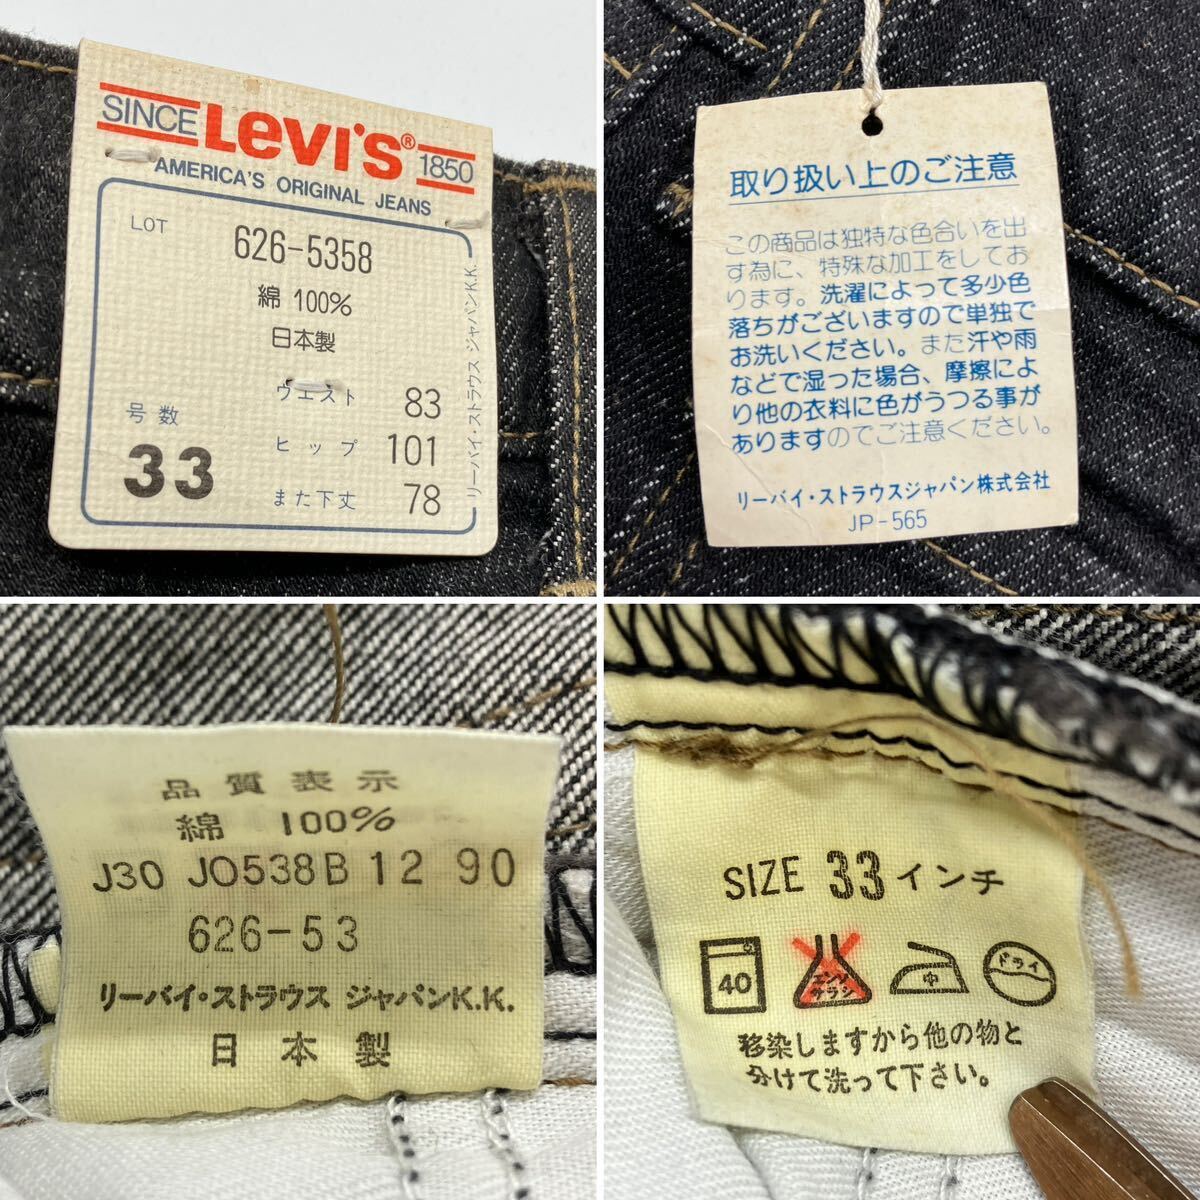 SINCE Levi's® 1850
AMERICA'S ORIGINAL JEANS
LOT
626-5358
綿 100%
日本製
号数
33
ウエスト 83
ヒップ 101
また下丈 78
リーバイ・ストラウス ジャパンK.K.
取り扱い上のご注意
この商品は独特な色合いを出
す為に、特殊な加工をしてお
ります。洗濯によって多少色
落ちがございますので単独で
お洗いください。また汗や雨
などで湿った場合、摩擦によ
り他の衣料に色がうつる事が
ありますのでご注意ください。
リーバイ・ストラウスジャパン株式会社
JP-565
品質表示
綿 100%
J30 J0538B 12 90
626-53
リーバイ・ストラウス ジャパンK.K.
日本製
SIZE 33インチ
40
エンソ
サラシ
中
ドライ
移染しますから他の物と
分けて洗って下さい。